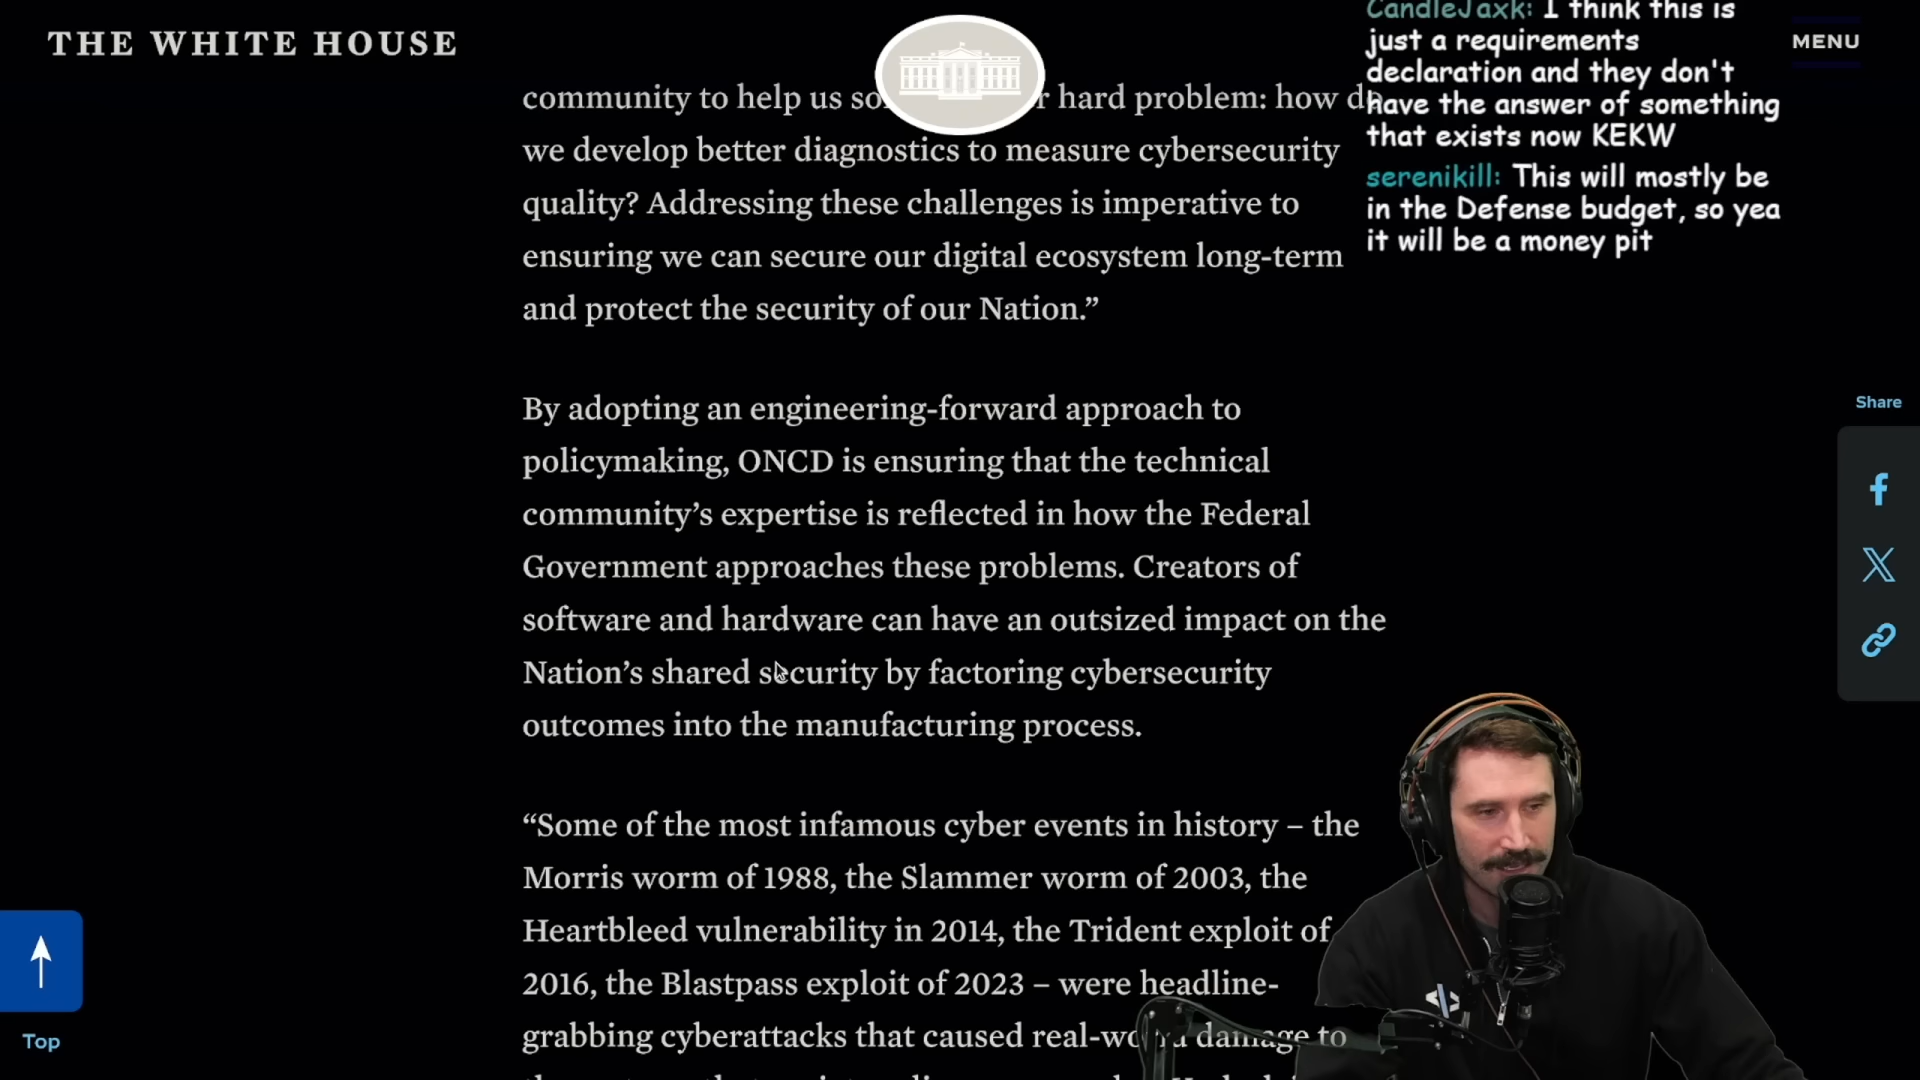 THE WHITE HOUSE
MENU
CandleJaxk: I think this is
just a requirements
declaration and they don't
have the answer of something
that exists now KEKW
serenikill: This will mostly be
in the Defense budget, so yea
it will be a money pit
community to help us hard problem: how
we develop better diagnostics to measure cybersecurity
quality? Addressing these challenges is imperative to
ensuring we can secure our digital ecosystem long-term
and protect the security of our Nation.”
By adopting an engineering-forward approach to
policymaking, ONCD is ensuring that the technical
community’s expertise is reflected in how the Federal
Government approaches these problems. Creators of
software and hardware can have an outsized impact on the
Nation’s shared security by factoring cybersecurity
outcomes into the manufacturing process.
“Some of the most infamous cyber events in history – the
Morris worm of 1988, the Slammer worm of 2003, the
Heartbleed vulnerability in 2014, the Trident exploit of
2016, the Blastpass exploit of 2023 – were headline-
grabbing cyberattacks that caused damage to
Share
Top